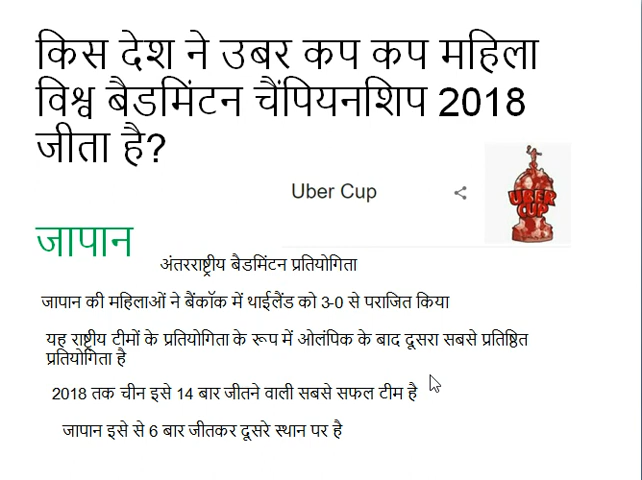 किस देश ने उबर कप कप महिला
विश्व बैडमिंटन चैंपियनशिप 2018
जीता है?
Uber Cup
UBER
CUP
जापान
अंतरराष्ट्रीय बैडमिंटन प्रतियोगिता
जापान की महिलाओं ने बैंकॉक में थाईलैंड को 3-0 से पराजित किया
यह राष्ट्रीय टीमों के प्रतियोगिता के रूप में ओलंपिक के बाद दूसरा सबसे प्रतिष्ठित
प्रतियोगिता है
2018 तक चीन इसे 14 बार जीतने वाली सबसे सफल टीम है
जापान इसे से 6 बार जीतकर दूसरे स्थान पर है